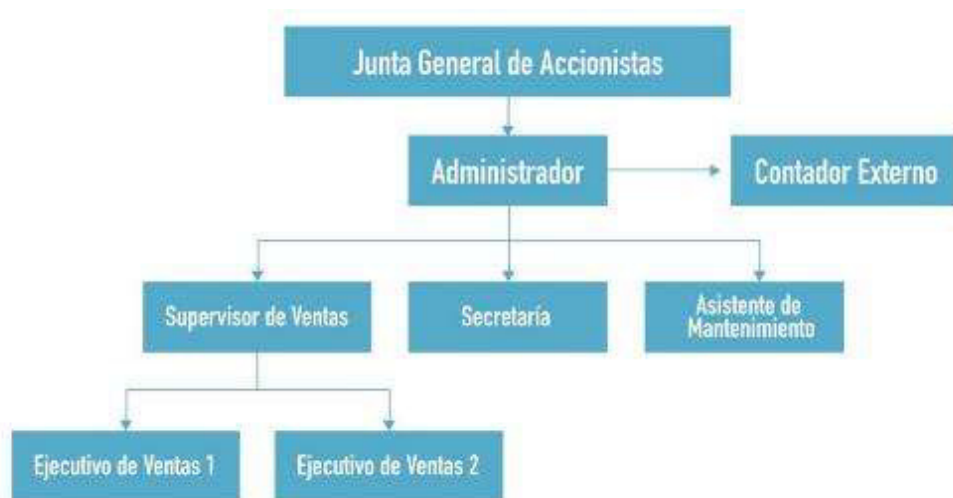 Junta General de Accionistas
Administrador
Contador Externo
Supervisor de Ventas
Secretaría
Asistente de
Mantenimiento
Ejecutivo de Ventas 1
Ejecutivo de Ventas 2